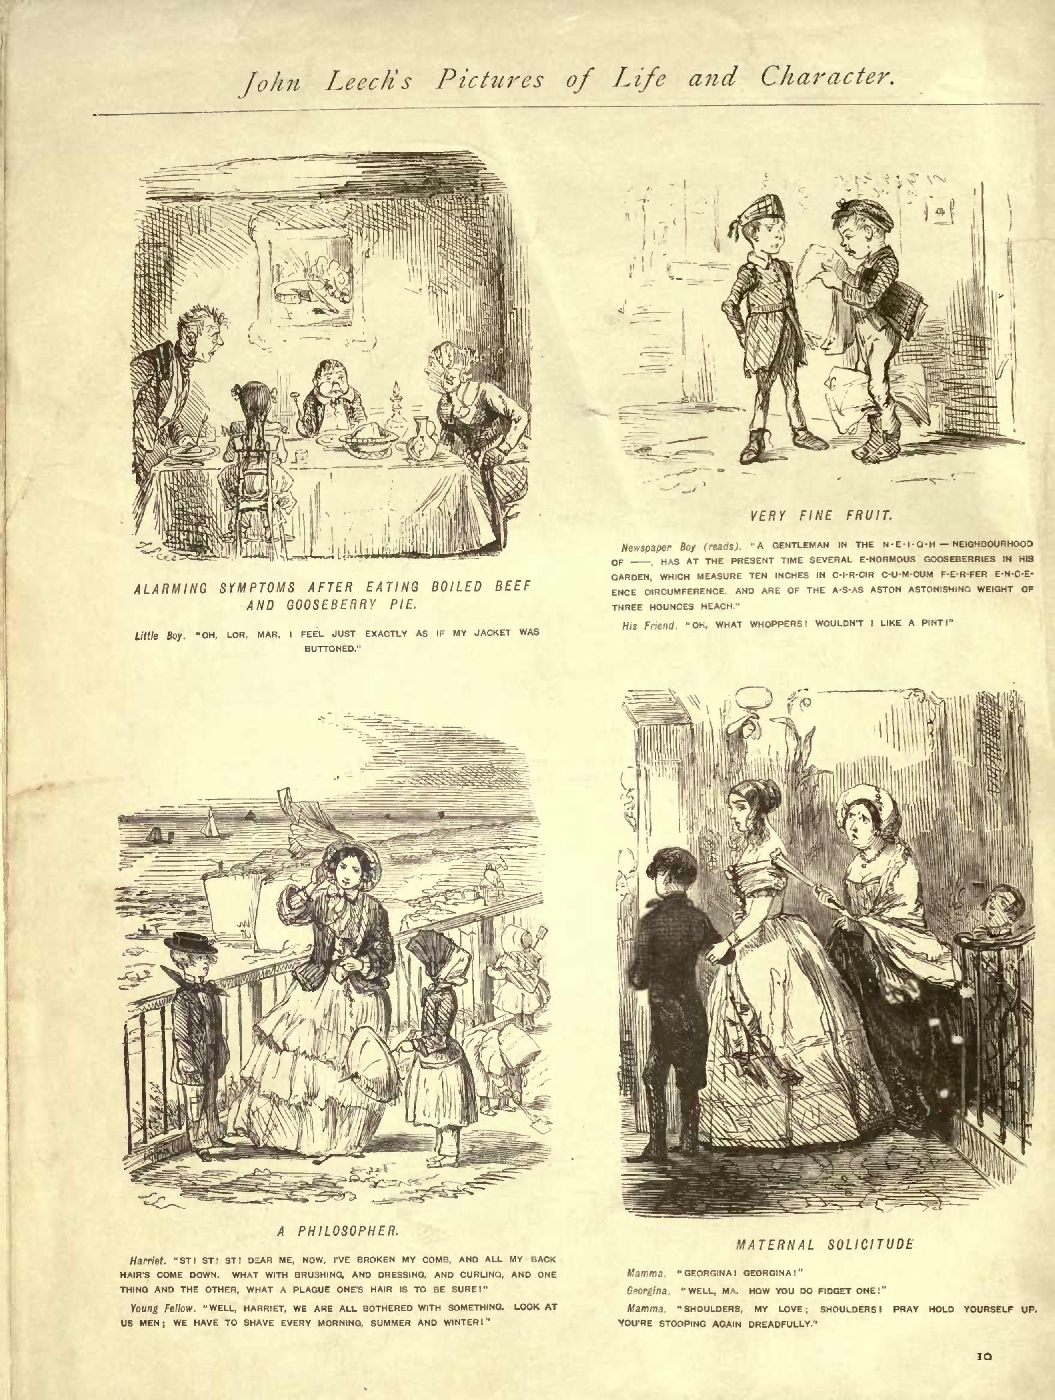 John Leech's Pictures of Life and Character.
ALARMING SYMPTOMS AFTER EATING BOILED BEEF
AND GOOSEBERRY PIE.
Little Boy. "OH, LOR, MAR, I FEEL JUST EXACTLY AS IF MY JACKET WAS
BUTTONED."
VERY FINE FRUIT.
Newspaper Boy (reads). "A GENTLEMAN IN THE N-E-I-G-H — NEIGHBOURHOOD
OF ——, HAS AT THE PRESENT TIME SEVERAL E-NORMOUS GOOSEBERRIES IN HIS
GARDEN, WHICH MEASURE TEN INCHES IN C-I-R-CIR C-U-M-CUM F-E-R-FER E-N-C-E-
ENCE CIRCUMFERENCE, AND ARE OF THE A-S-AS ASTON ASTONISHING WEIGHT OF
THREE HOUNCES HEACH."
His Friend. "OH, WHAT WHOPPERS! WOULDN'T I LIKE A PINT!"
A PHILOSOPHER.
Harriet. "ST! ST! ST! DEAR ME, NOW, I'VE BROKEN MY COMB, AND ALL MY BACK
HAIR'S COME DOWN. WHAT WITH BRUSHING, AND DRESSING, AND CURLING, AND ONE
THING AND THE OTHER, WHAT A PLAGUE ONE'S HAIR IS TO BE SURE!"
Young Fellow. "WELL, HARRIET, WE ARE ALL BOTHERED WITH SOMETHING. LOOK AT
US MEN; WE HAVE TO SHAVE EVERY MORNING, SUMMER AND WINTER!"
MATERNAL SOLICITUDE
Mamma. "GEORGINA! GEORGINA!"
Georgina. "WELL, MA. HOW YOU DO FIDGET ONE!"
Mamma. "SHOULDERS, MY LOVE; SHOULDERS! PRAY HOLD YOURSELF UP,
YOU'RE STOOPING AGAIN DREADFULLY."
10